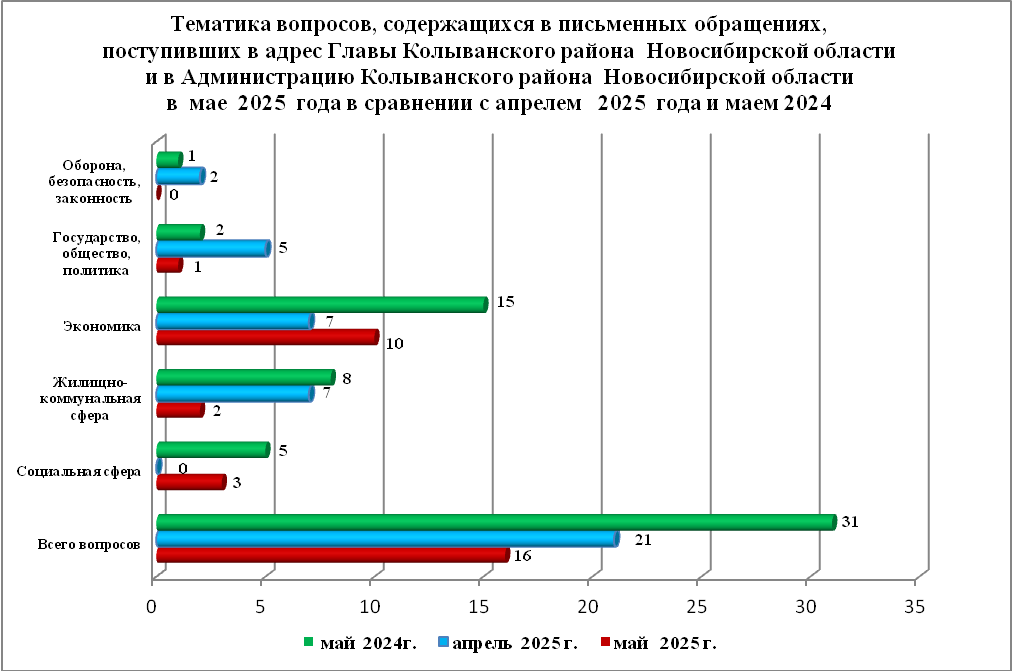 Тематика вопросов, содержащихся в письменных обращениях,
поступивших в адрес Главы Колыванского района Новосибирской области
и в Администрацию Колыванского района Новосибирской области
в мае 2025 года в сравнении с апрелем 2025 года и маем 2024
Оборона,
безопасность,
законность
1
2
0
Государство,
общество,
политика
2
5
1
Экономика
15
7
10
Жилищно-
коммунальная
сфера
8
7
2
Социальная сфера
5
0
3
Всего вопросов
31
21
16
0 5 10 15 20 25 30 35
май 2024г. апрель 2025 г. май 2025 г.